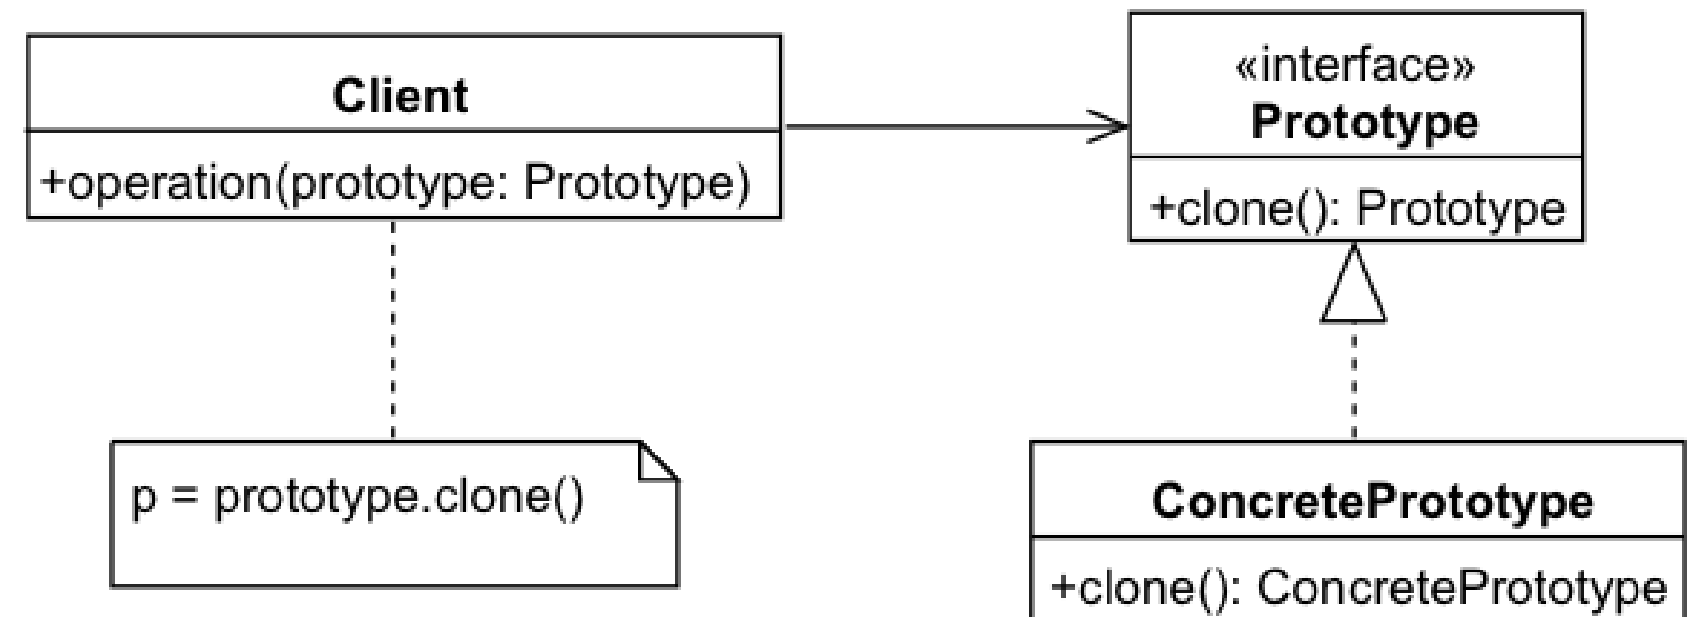 Client
+operation(prototype: Prototype)
«interface»
Prototype
+clone(): Prototype
p = prototype.clone()
ConcretePrototype
+clone(): ConcretePrototype